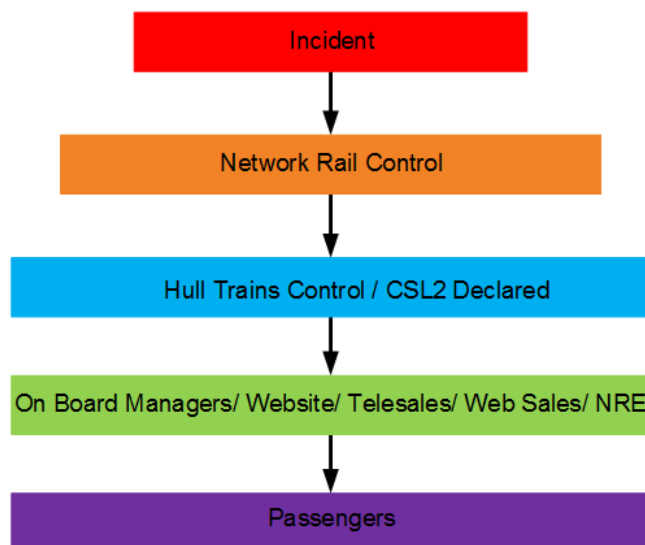 Incident
Network Rail Control
Hull Trains Control / CSL2 Declared
On Board Managers/ Website/ Telesales/ Web Sales/ NRE
Passengers